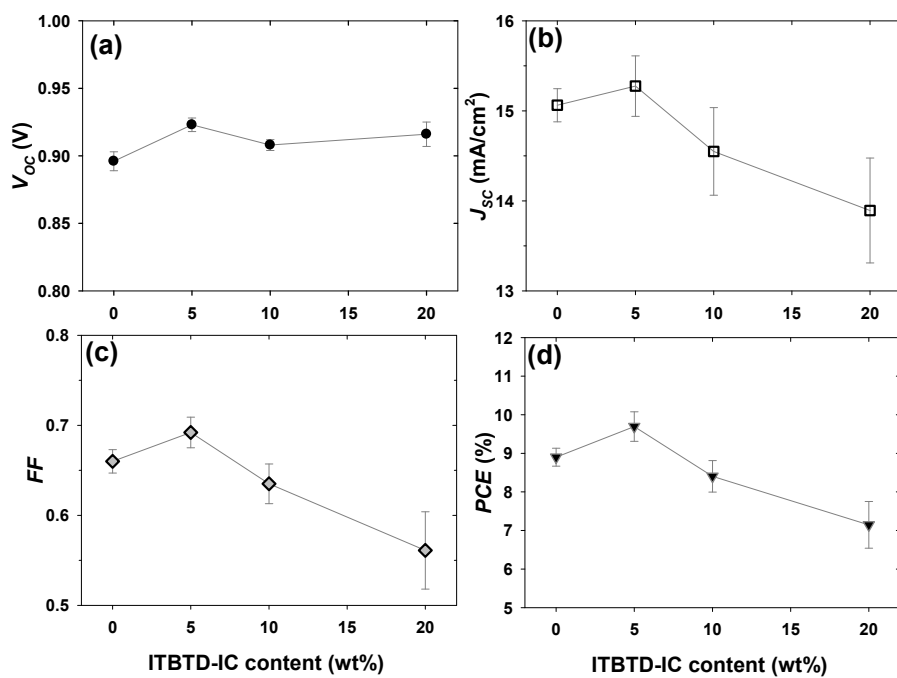 (a)
1.00
0.95
0.90
0.85
0.80
V_OC (V)
0 5 10 15 20
(b)
16
15
14
13
J_SC (mA/cm²)
0 5 10 15 20
(c)
0.8
0.7
0.6
0.5
FF
0 5 10 15 20
ITBTD-IC content (wt%)
(d)
12
11
10
9
8
7
6
5
PCE (%)
0 5 10 15 20
ITBTD-IC content (wt%)